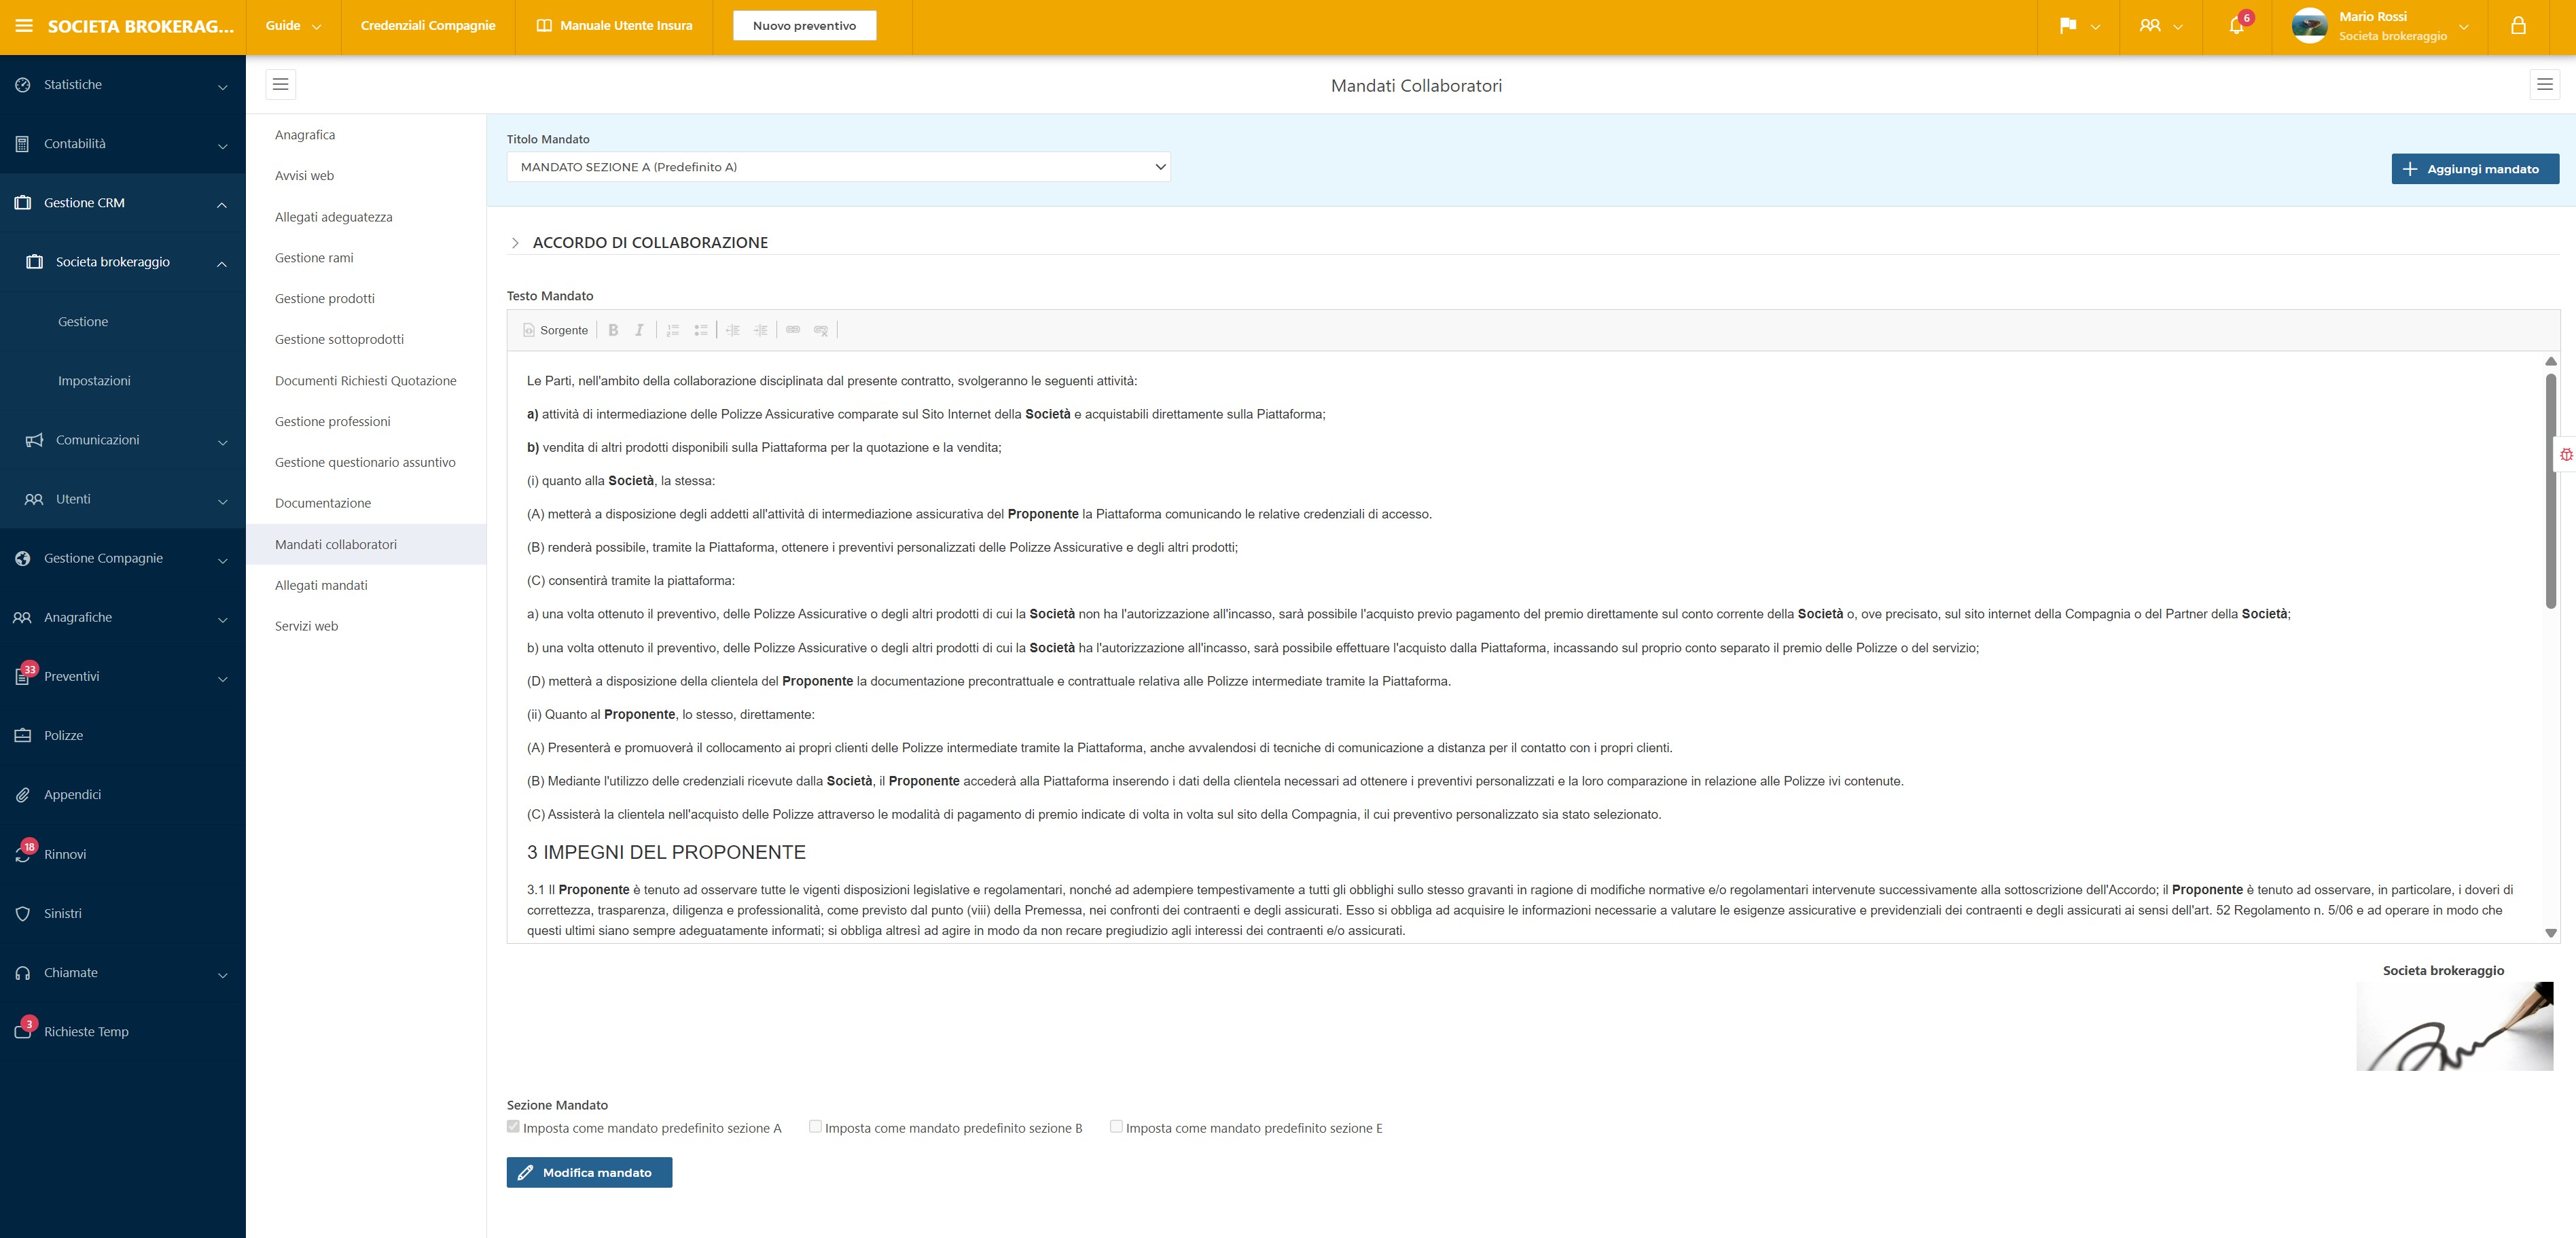 SOCIETA BROKERAG...
Guide
Credenziali Compagnie
Manuale Utente Insura
Nuovo preventivo
6
Mario Rossi
Societa brokeraggio
Statistiche
Contabilità
Gestione CRM
Societa brokeraggio
Gestione
Impostazioni
Comunicazioni
Utenti
Gestione Compagnie
Anagrafiche
33
Preventivi
Polizze
Appendici
18
Rinnovi
Sinistri
Chiamate
3
Richieste Temp
Mandati Collaboratori
Anagrafica
Avvisi web
Allegati adeguatezza
Gestione rami
Gestione prodotti
Gestione sottoprodotti
Documenti Richiesti Quotazione
Gestione professioni
Gestione questionario assuntivo
Documentazione
Mandati collaboratori
Allegati mandati
Servizi web
Titolo Mandato
MANDATO SEZIONE A (Predefinito A)
Aggiungi mandato
ACCORDO DI COLLABORAZIONE
Testo Mandato
Sorgente B I
Le Parti, nell'ambito della collaborazione disciplinata dal presente contratto, svolgeranno le seguenti attività:
a) attività di intermediazione delle Polizze Assicurative comparate sul Sito Internet della Società e acquistabili direttamente sulla Piattaforma;
b) vendita di altri prodotti disponibili sulla Piattaforma per la quotazione e la vendita;
(i) quanto alla Società, la stessa:
(A) metterà a disposizione degli addetti all'attività di intermediazione assicurativa del Proponente la Piattaforma comunicando le relative credenziali di accesso.
(B) renderà possibile, tramite la Piattaforma, ottenere i preventivi personalizzati delle Polizze Assicurative e degli altri prodotti;
(C) consentirà tramite la piattaforma:
a) una volta ottenuto il preventivo, delle Polizze Assicurative o degli altri prodotti di cui la Società non ha l'autorizzazione all'incasso, sarà possibile l'acquisto previo pagamento del premio direttamente sul conto corrente della Società o, ove precisato, sul sito internet della Compagnia o del Partner della Società;
b) una volta ottenuto il preventivo, delle Polizze Assicurative o degli altri prodotti di cui la Società ha l'autorizzazione all'incasso, sarà possibile effettuare l'acquisto dalla Piattaforma, incassando sul proprio conto separato il premio delle Polizze o del servizio;
(D) metterà a disposizione della clientela del Proponente la documentazione precontrattuale e contrattuale relativa alle Polizze intermediate tramite la Piattaforma.
(ii) Quanto al Proponente, lo stesso, direttamente:
(A) Presenterà e promuoverà il collocamento ai propri clienti delle Polizze intermediate tramite la Piattaforma, anche avvalendosi di tecniche di comunicazione a distanza per il contatto con i propri clienti.
(B) Mediante l'utilizzo delle credenziali ricevute dalla Società, il Proponente accederà alla Piattaforma inserendo i dati della clientela necessari ad ottenere i preventivi personalizzati e la loro comparazione in relazione alle Polizze ivi contenute.
(C) Assisterà la clientela nell'acquisto delle Polizze attraverso le modalità di pagamento di premio indicate di volta in volta sul sito della Compagnia, il cui preventivo personalizzato sia stato selezionato.
3 IMPEGNI DEL PROPONENTE
3.1 Il Proponente è tenuto ad osservare tutte le vigenti disposizioni legislative e regolamentari, nonché ad adempiere tempestivamente a tutti gli obblighi sullo stesso gravanti in ragione di modifiche normative e/o regolamentari intervenute successivamente alla sottoscrizione dell'Accordo; il Proponente è tenuto ad osservare, in particolare, i doveri di
correttezza, trasparenza, diligenza e professionalità, come previsto dal punto (viii) della Premessa, nei confronti dei contraenti e degli assicurati. Esso si obbliga ad acquisire le informazioni necessarie a valutare le esigenze assicurative e previdenziali dei contraenti e degli assicurati ai sensi dell'art. 52 Regolamento n. 5/06 e ad operare in modo che
questi ultimi siano sempre adeguatamente informati; si obbliga altresì ad agire in modo da non recare pregiudizio agli interessi dei contraenti e/o assicurati.
Societa brokeraggio
Sezione Mandato
Imposta come mandato predefinito sezione A
Imposta come mandato predefinito sezione B
Imposta come mandato predefinito sezione E
Modifica mandato